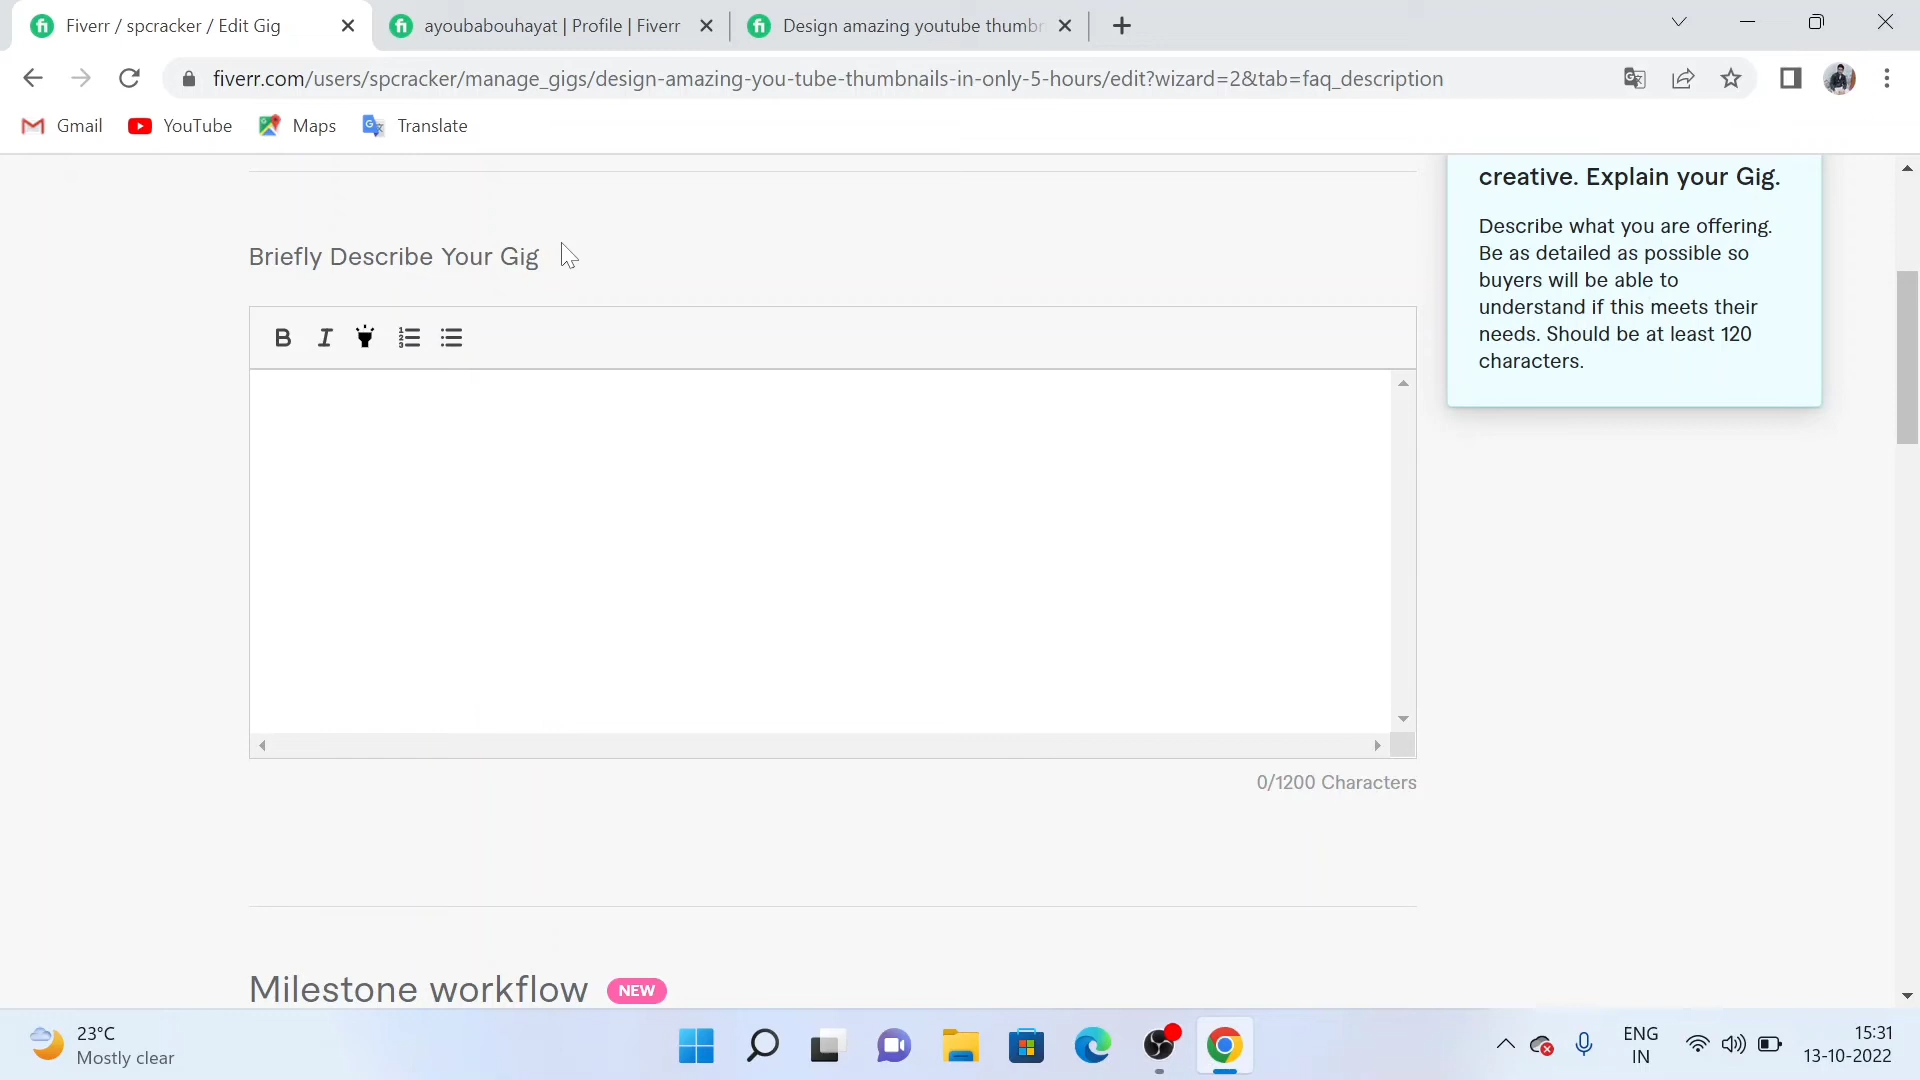 Fiverr / spcracker / Edit Gig
ayoubabouhayat | Profile | Fiverr
Design amazing youtube thumbn
fiverr.com/users/spcracker/manage_gigs/design-amazing-you-tube-thumbnails-in-only-5-hours/edit?wizard=2&tab=faq_description
Gmail
YouTube
Maps
Translate
creative. Explain your Gig.
Describe what you are offering.
Be as detailed as possible so
buyers will be able to
understand if this meets their
needs. Should be at least 120
characters.
Briefly Describe Your Gig
B I
0/1200 Characters
Milestone workflow NEW
23°C
Mostly clear
ENG
IN
15:31
13-10-2022